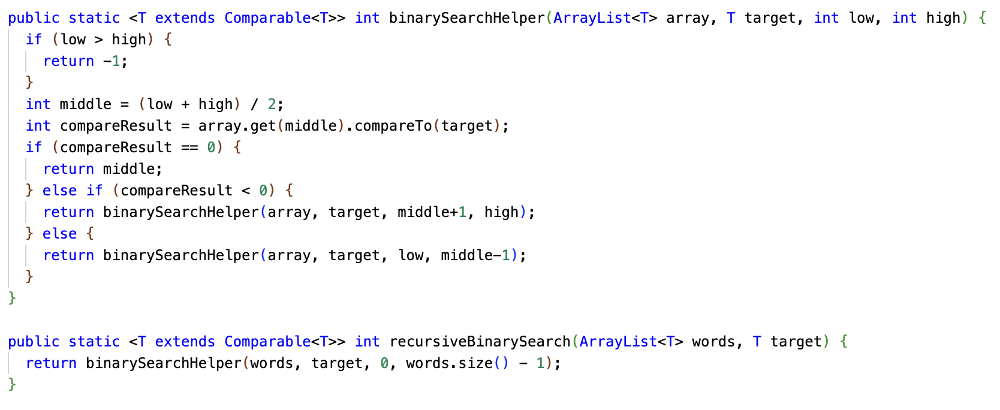 public static <T extends Comparable<T>> int binarySearchHelper(ArrayList<T> array, T target, int low, int high) {
  if (low > high) {
    return -1;
  }
  int middle = (low + high) / 2;
  int compareResult = array.get(middle).compareTo(target);
  if (compareResult == 0) {
    return middle;
  } else if (compareResult < 0) {
    return binarySearchHelper(array, target, middle+1, high);
  } else {
    return binarySearchHelper(array, target, low, middle-1);
  }
}

public static <T extends Comparable<T>> int recursiveBinarySearch(ArrayList<T> words, T target) {
  return binarySearchHelper(words, target, 0, words.size() - 1);
}